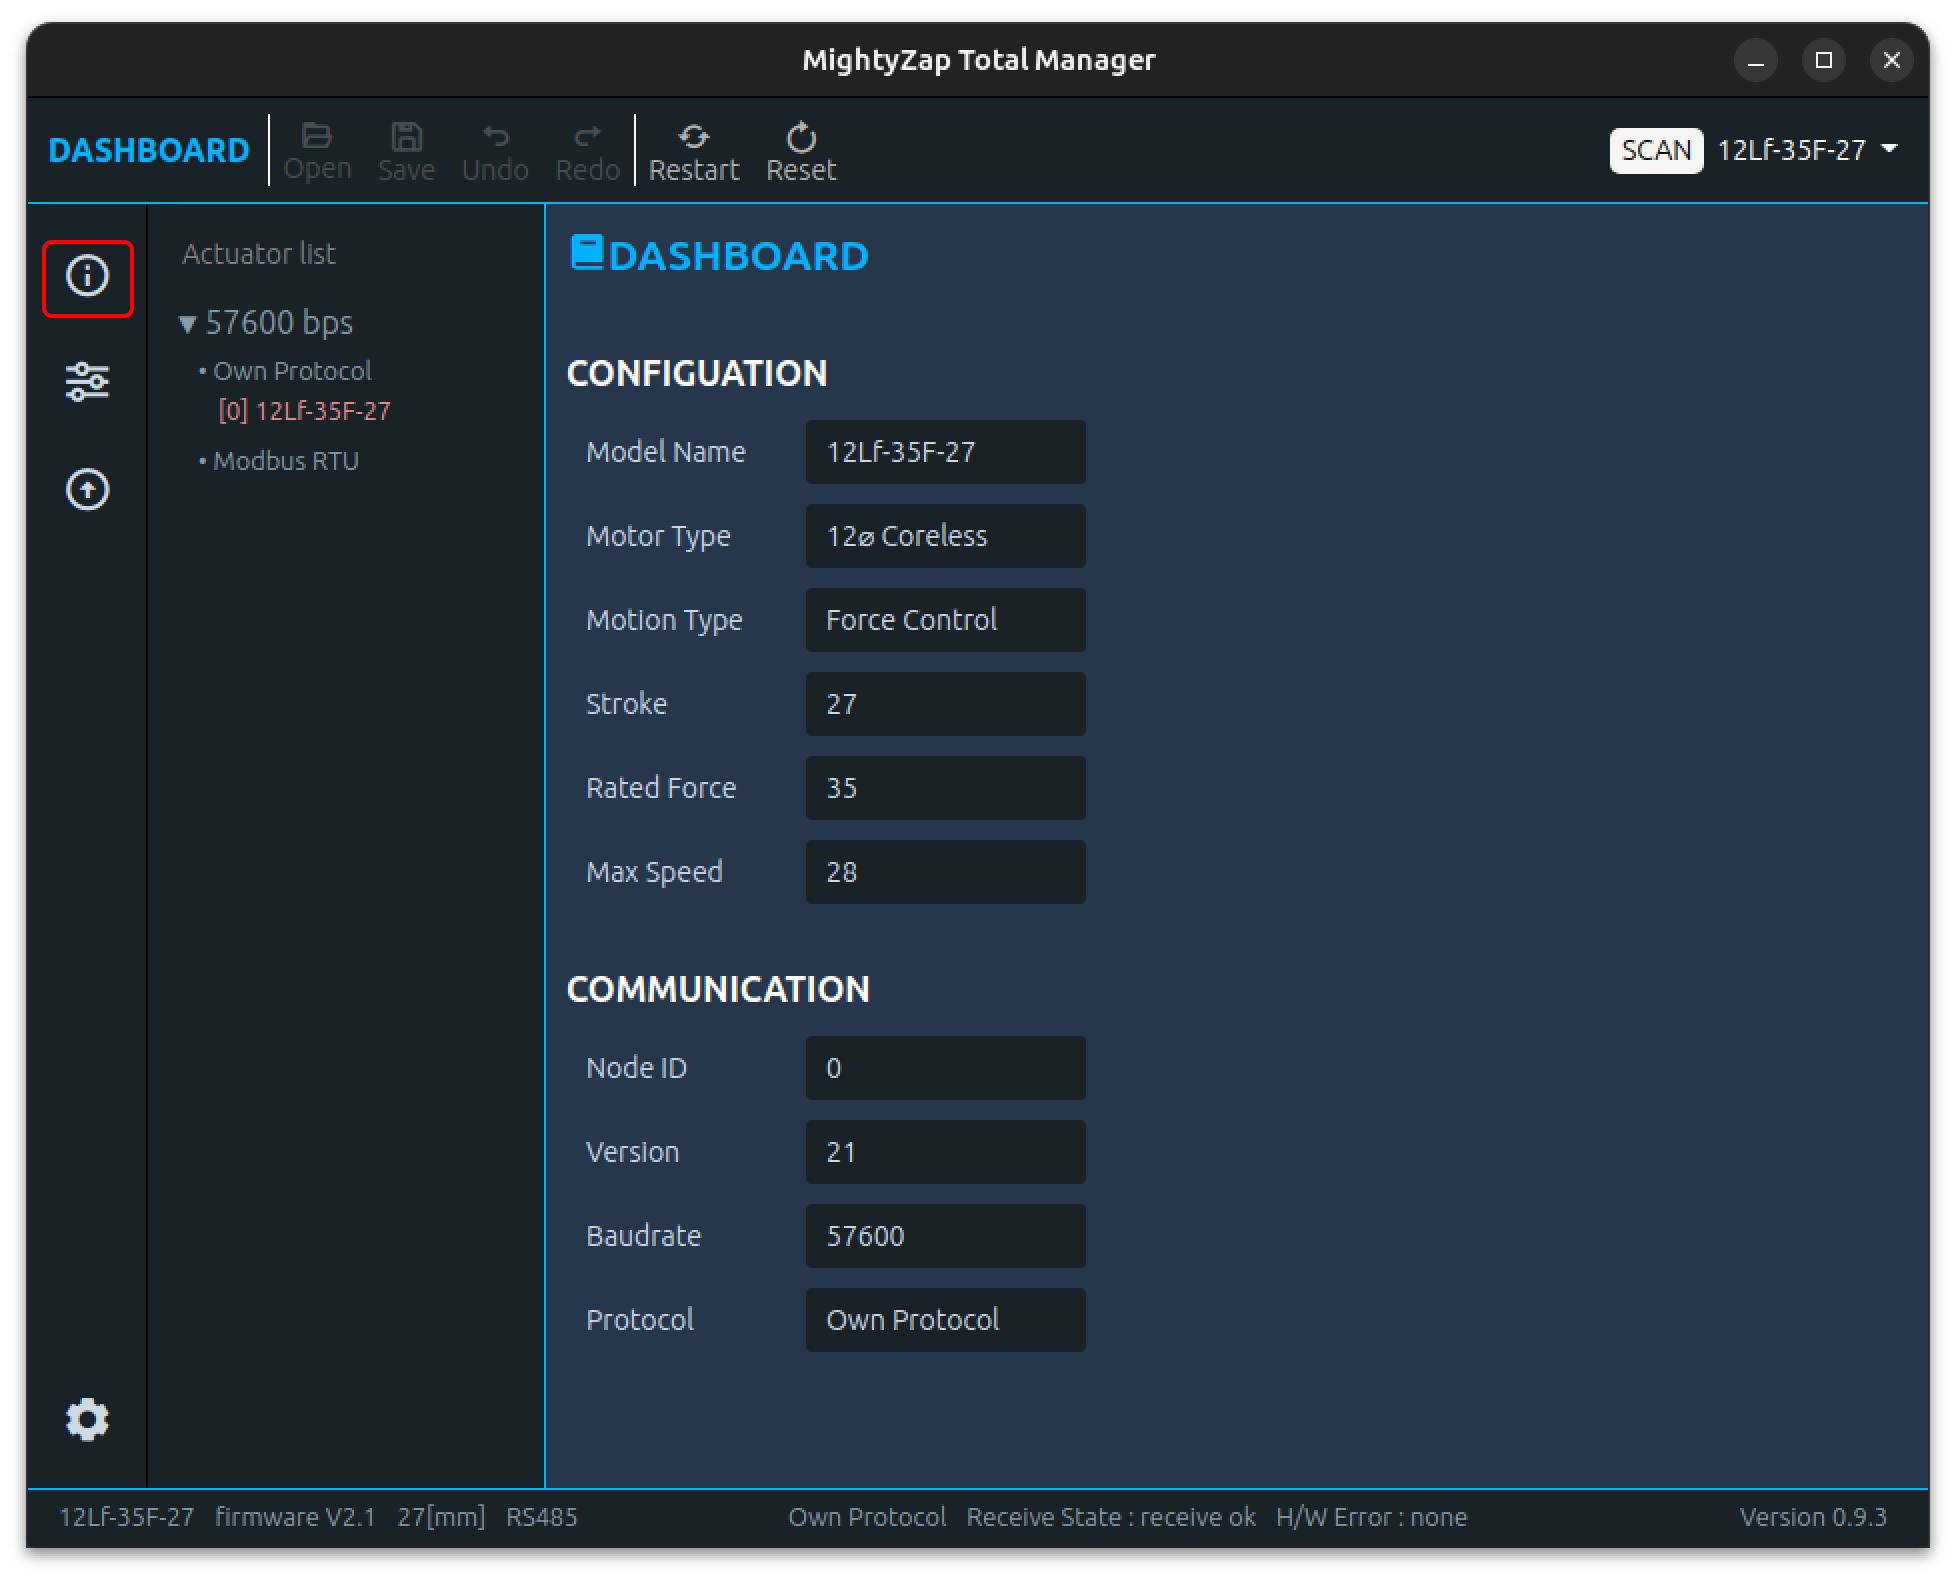 MightyZap Total Manager
DASHBOARD
Open
Save
Undo
Redo
Restart
Reset
SCAN
12Lf-35F-27
Actuator list
▼ 57600 bps
• Own Protocol
[0] 12Lf-35F-27
• Modbus RTU
DASHBOARD
CONFIGUATION
Model Name 12Lf-35F-27
Motor Type 12⌀ Coreless
Motion Type Force Control
Stroke 27
Rated Force 35
Max Speed 28
COMMUNICATION
Node ID 0
Version 21
Baudrate 57600
Protocol Own Protocol
12Lf-35F-27 firmware V2.1 27[mm] RS485 Own Protocol Receive State : receive ok H/W Error : none Version 0.9.3